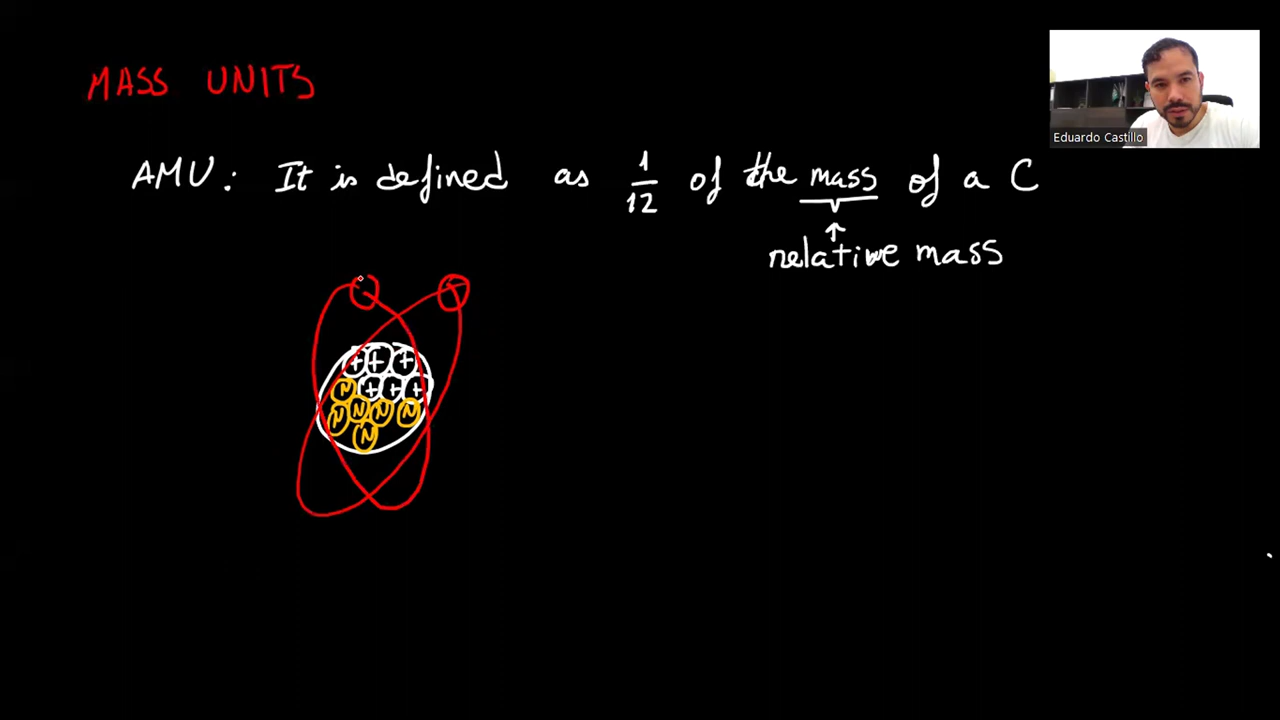 MASS UNITS
Eduardo Castillo
AMU: It is defined as 1/12 of the mass of a C
relative mass
+ + +
N + + +
N N N N
N